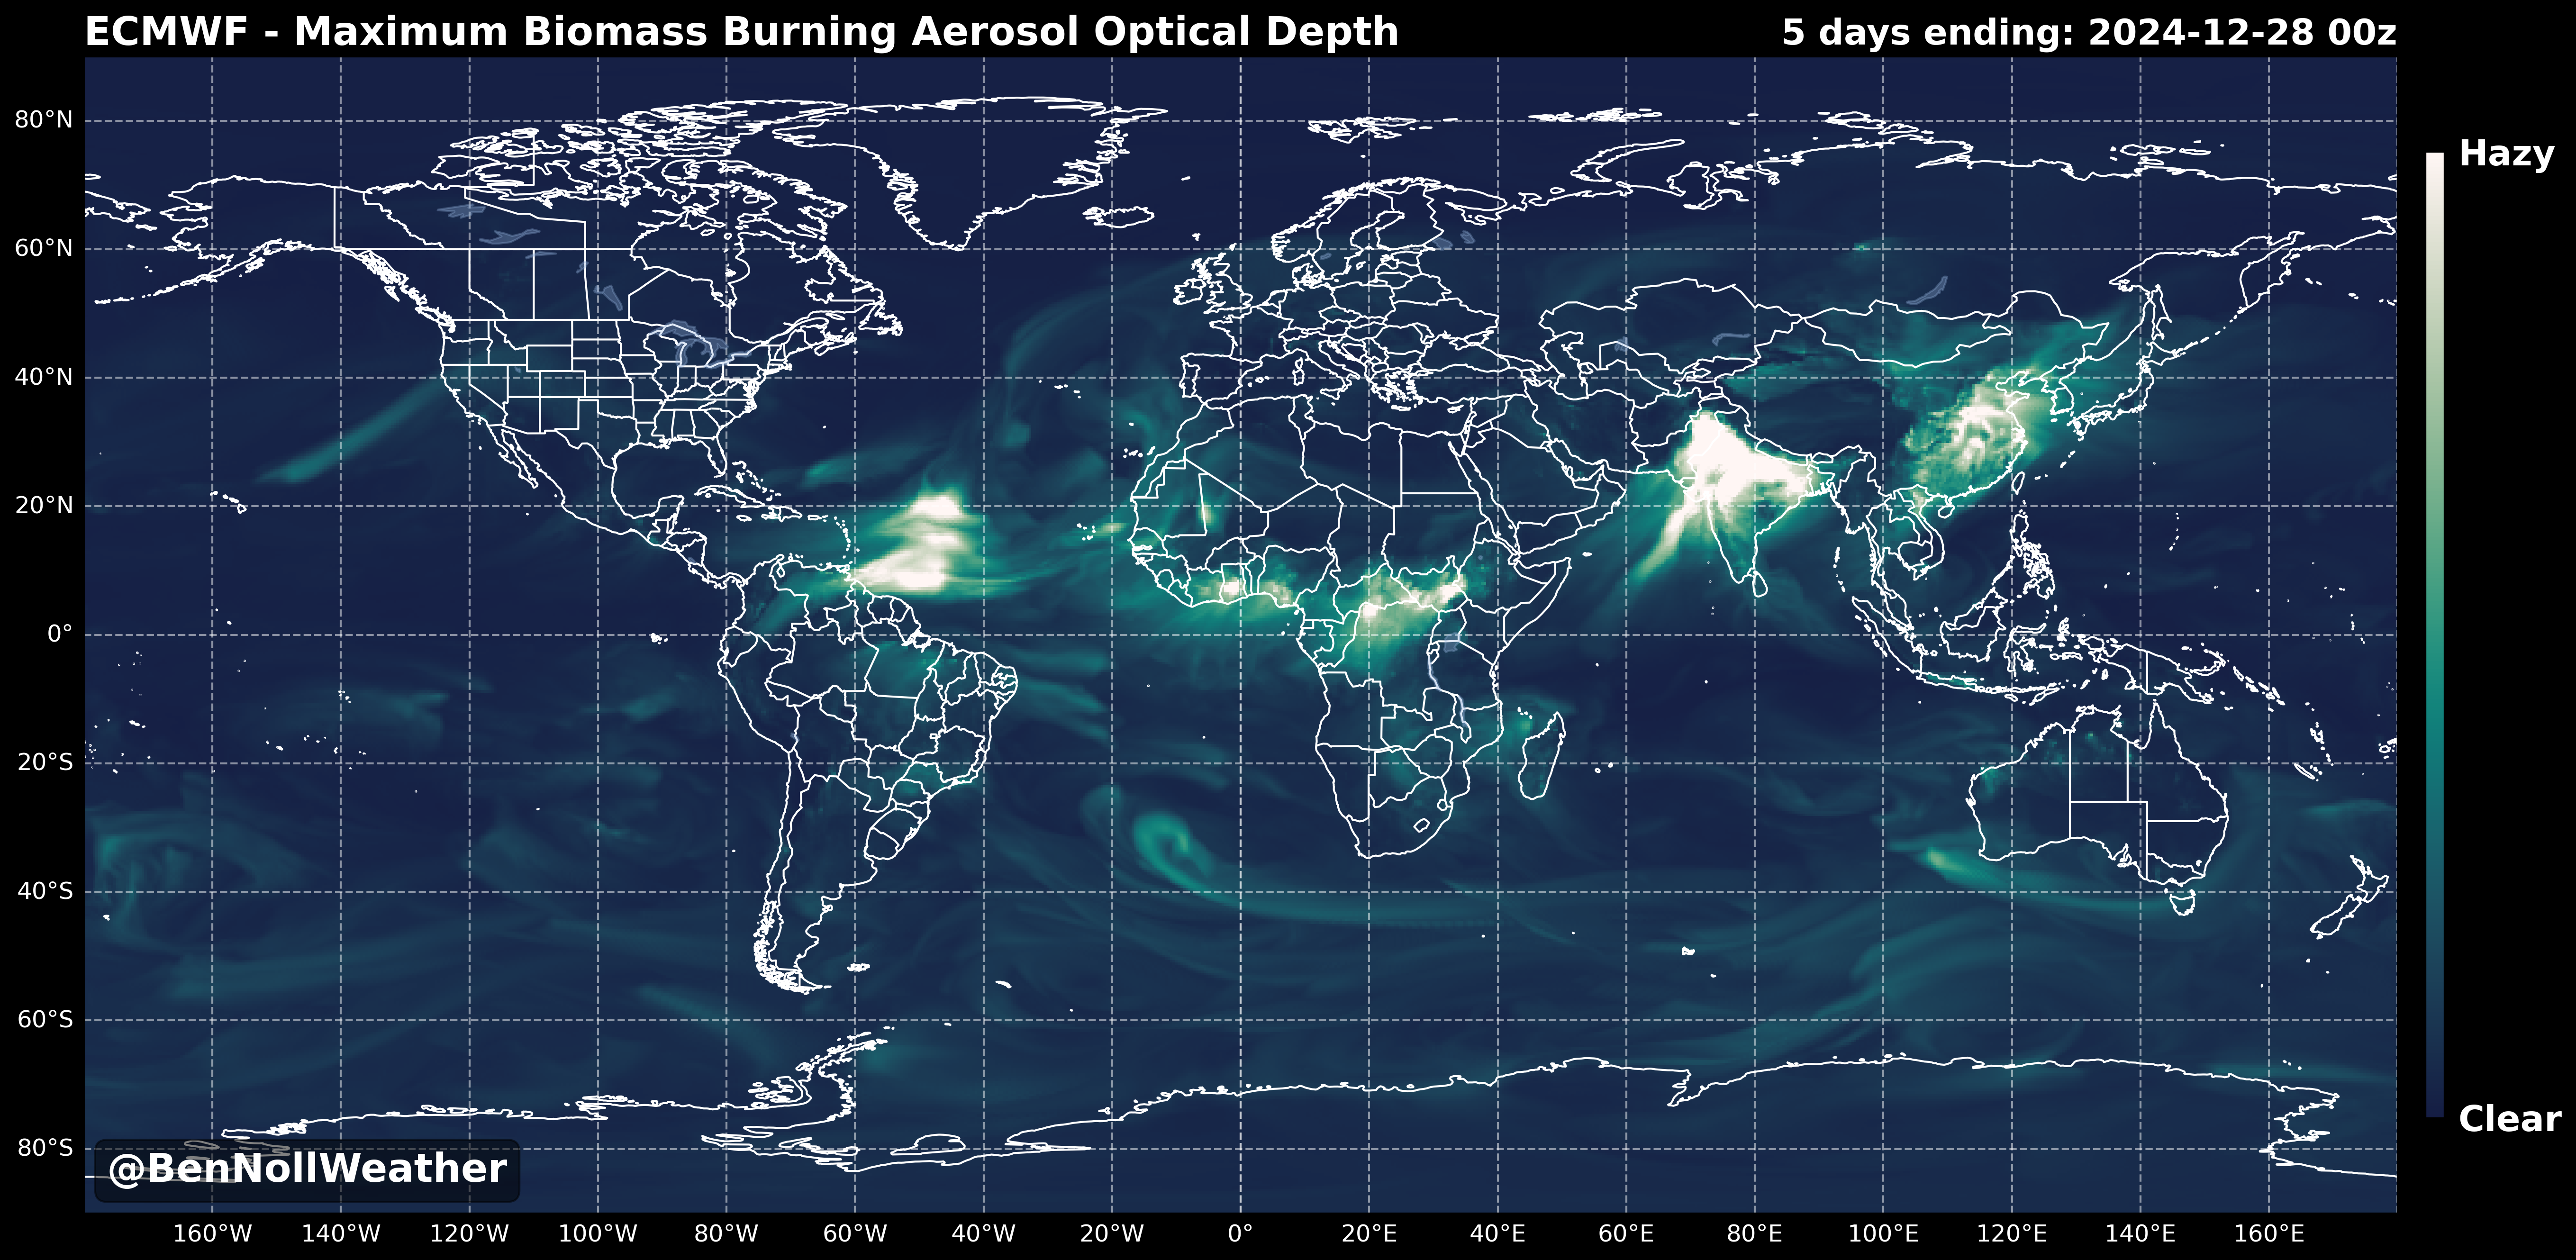 ECMWF - Maximum Biomass Burning Aerosol Optical Depth
5 days ending: 2024-12-28 00z
Hazy
80°N
60°N
40°N
20°N
0°
20°S
40°S
60°S
80°S
Clear
@BenNollWeather
160°W 140°W 120°W 100°W 80°W 60°W 40°W 20°W 0° 20°E 40°E 60°E 80°E 100°E 120°E 140°E 160°E